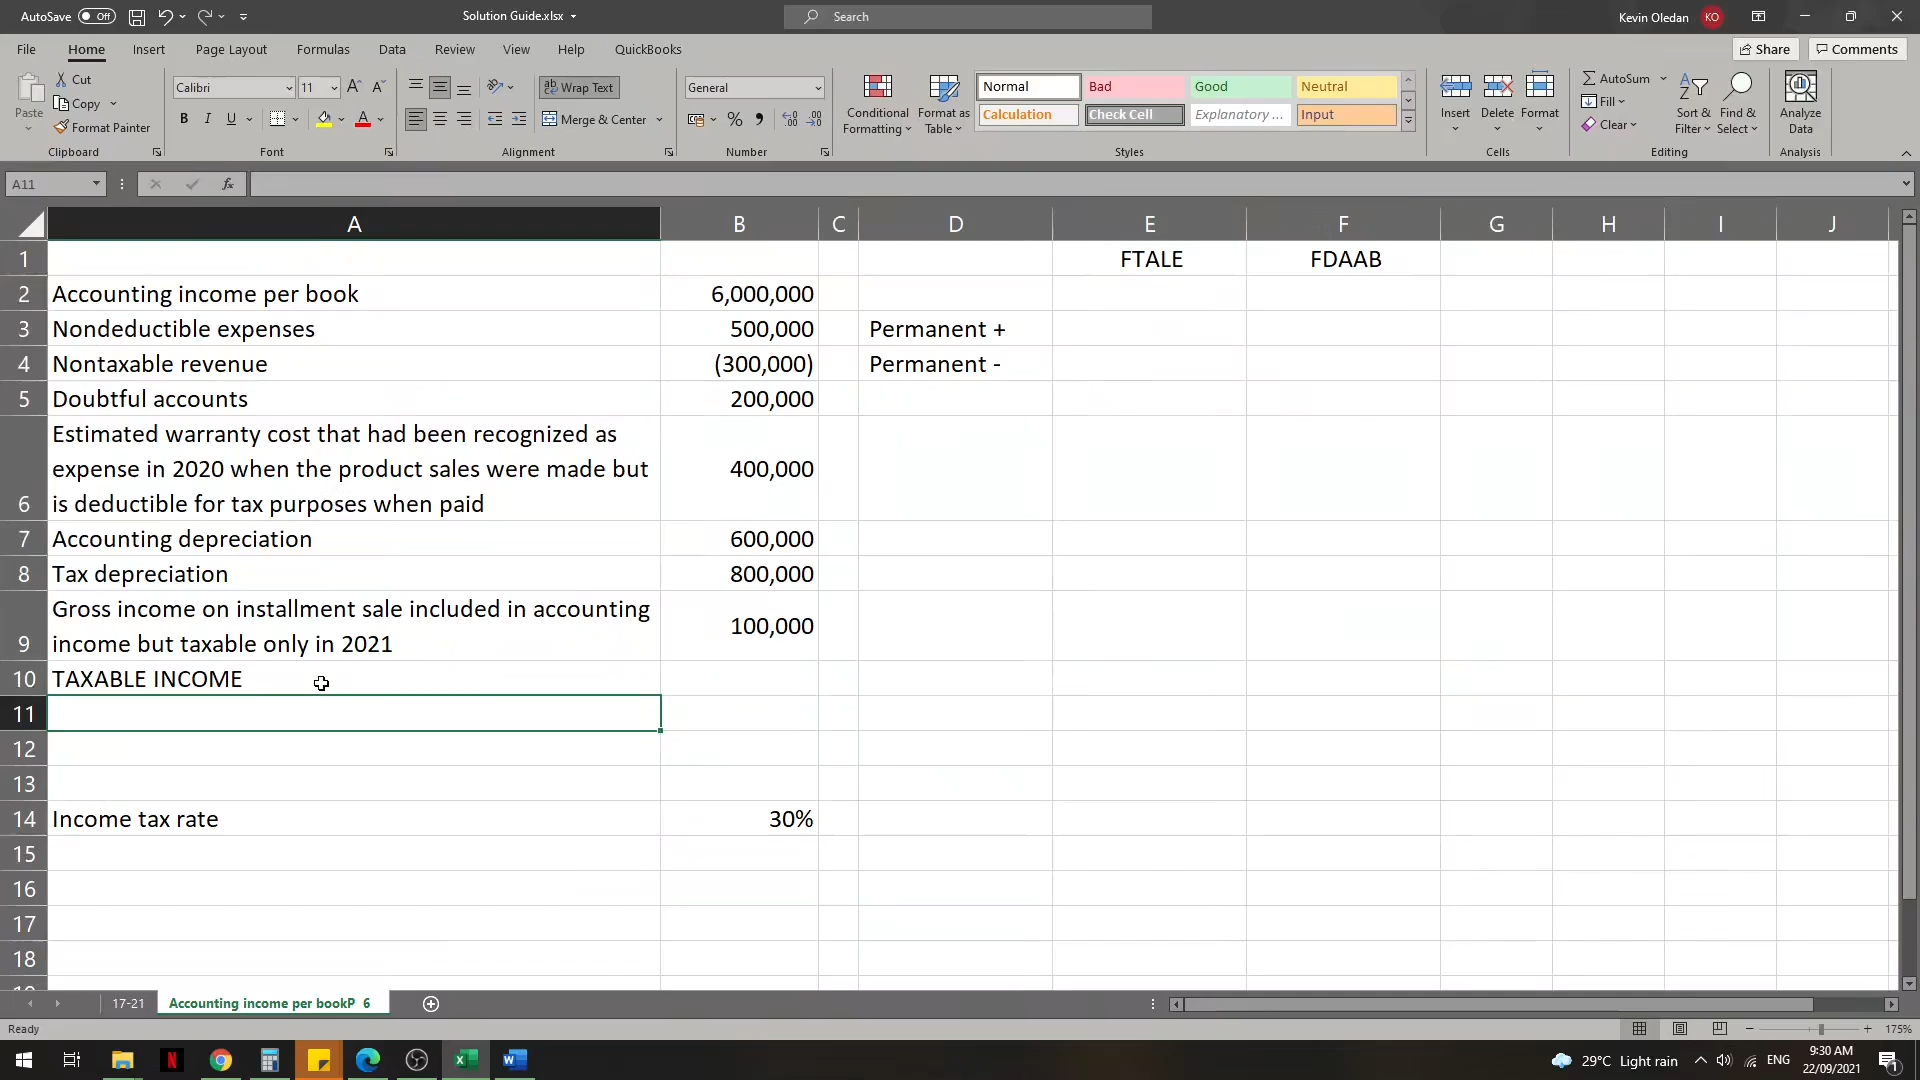 AutoSave Off Solution Guide.xlsx Search Kevin Oledan KO
File Home Insert Page Layout Formulas Data Review View Help QuickBooks Share Comments
Paste Cut Copy Format Painter
Calibri 11
B I U
ab Wrap Text
Merge & Center
General
% 9
Conditional Formatting
Format as Table
Normal Bad Good Neutral
Calculation Check Cell Explanatory ... Input
Insert Delete Format
AutoSum
Fill
Clear
Sort & Filter
Find & Select
Analyze Data
Clipboard Font Alignment Number Styles Cells Editing Analysis
A11 fx
A B C D E F G H I J
1 FTALE FDAAB
2 Accounting income per book 6,000,000
3 Nondeductible expenses 500,000 Permanent +
4 Nontaxable revenue (300,000) Permanent -
5 Doubtful accounts 200,000
Estimated warranty cost that had been recognized as
expense in 2020 when the product sales were made but 400,000
6 is deductible for tax purposes when paid
7 Accounting depreciation 600,000
8 Tax depreciation 800,000
Gross income on installment sale included in accounting 100,000
9 income but taxable only in 2021
10 TAXABLE INCOME
11
12
13
14 Income tax rate 30%
15
16
17
18
17-21 Accounting income per bookP 6
Ready 175%
29°C Light rain ENG 9:30 AM
22/09/2021 1